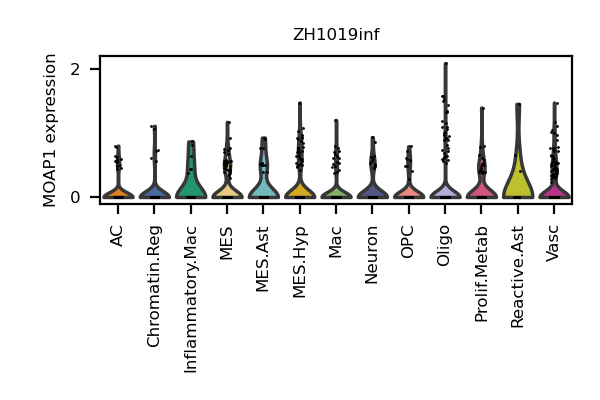 ZH1019inf
MOAP1 expression
2
0
AC
Chromatin.Reg
Inflammatory.Mac
MES
MES.Ast
MES.Hyp
Mac
Neuron
OPC
Oligo
Prolif.Metab
Reactive.Ast
Vasc